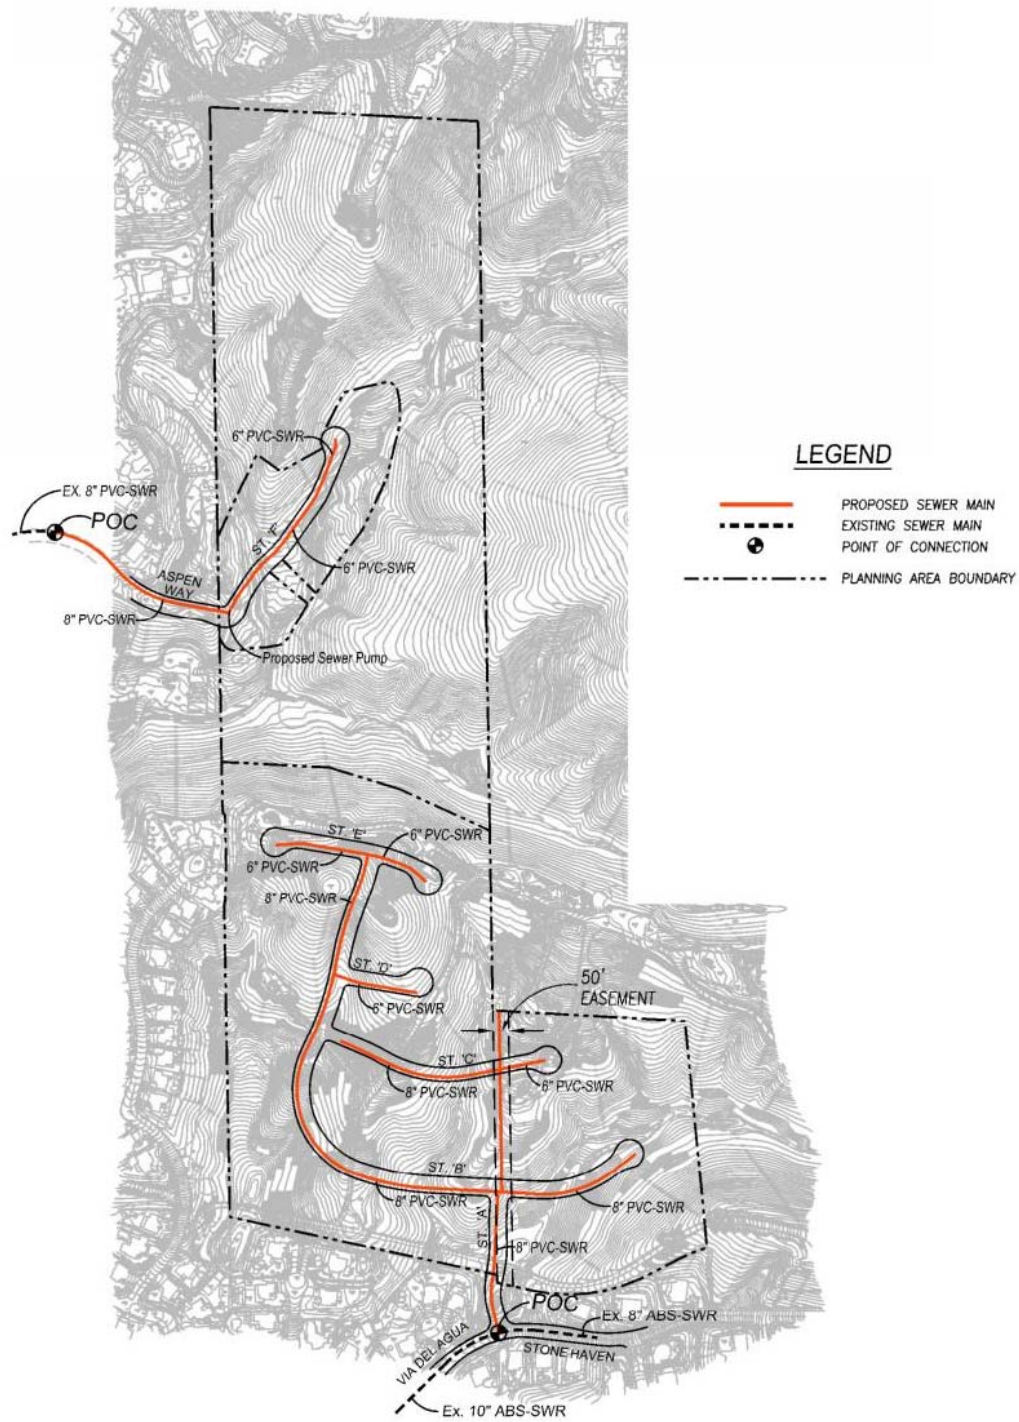 6" PVC-SWR
LEGEND
EX. 8" PVC-SWR
POC
PROPOSED SEWER MAIN
EXISTING SEWER MAIN
POINT OF CONNECTION
PLANNING AREA BOUNDARY
ST. 'F'
6" PVC-SWR
ASPEN
WAY
8" PVC-SWR
Proposed Sewer Pump
ST. 'E'
6" PVC-SWR
6" PVC-SWR
8" PVC-SWR
ST. 'D'
6" PVC-SWR
50'
EASEMENT
ST. 'C'
8" PVC-SWR
6" PVC-SWR
ST. 'B'
8" PVC-SWR
8" PVC-SWR
ST. 'A'
8" PVC-SWR
POC
Ex. 8" ABS-SWR
VIA DEL AGUA
STONE HAVEN
Ex. 10" ABS-SWR